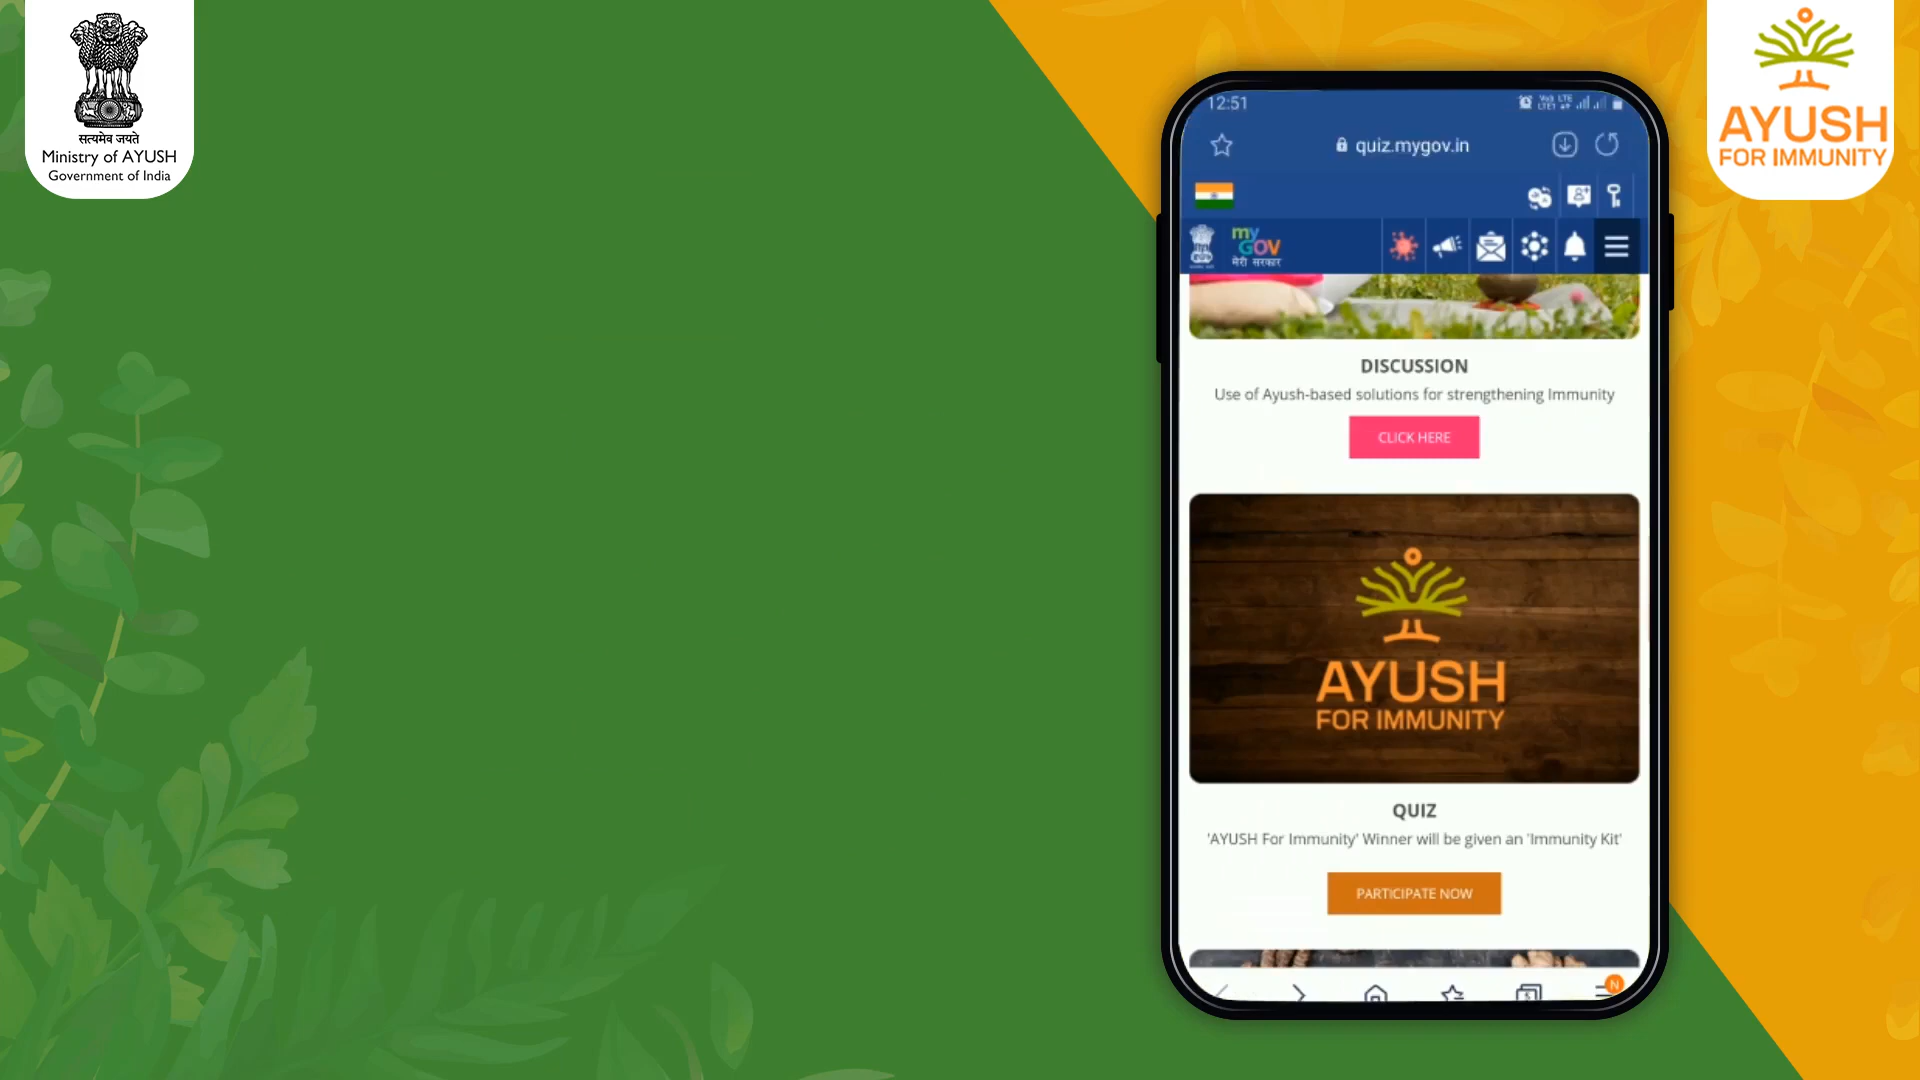 सत्यमेव जयते
Ministry of AYUSH
Government of India
AYUSH
FOR IMMUNITY
12:51
quiz.mygov.in
my
GOV
मेरी सरकार
DISCUSSION
Use of Ayush-based solutions for strengthening Immunity
CLICK HERE
AYUSH
FOR IMMUNITY
QUIZ
'AYUSH For Immunity' Winner will be given an 'Immunity Kit'
PARTICIPATE NOW
N